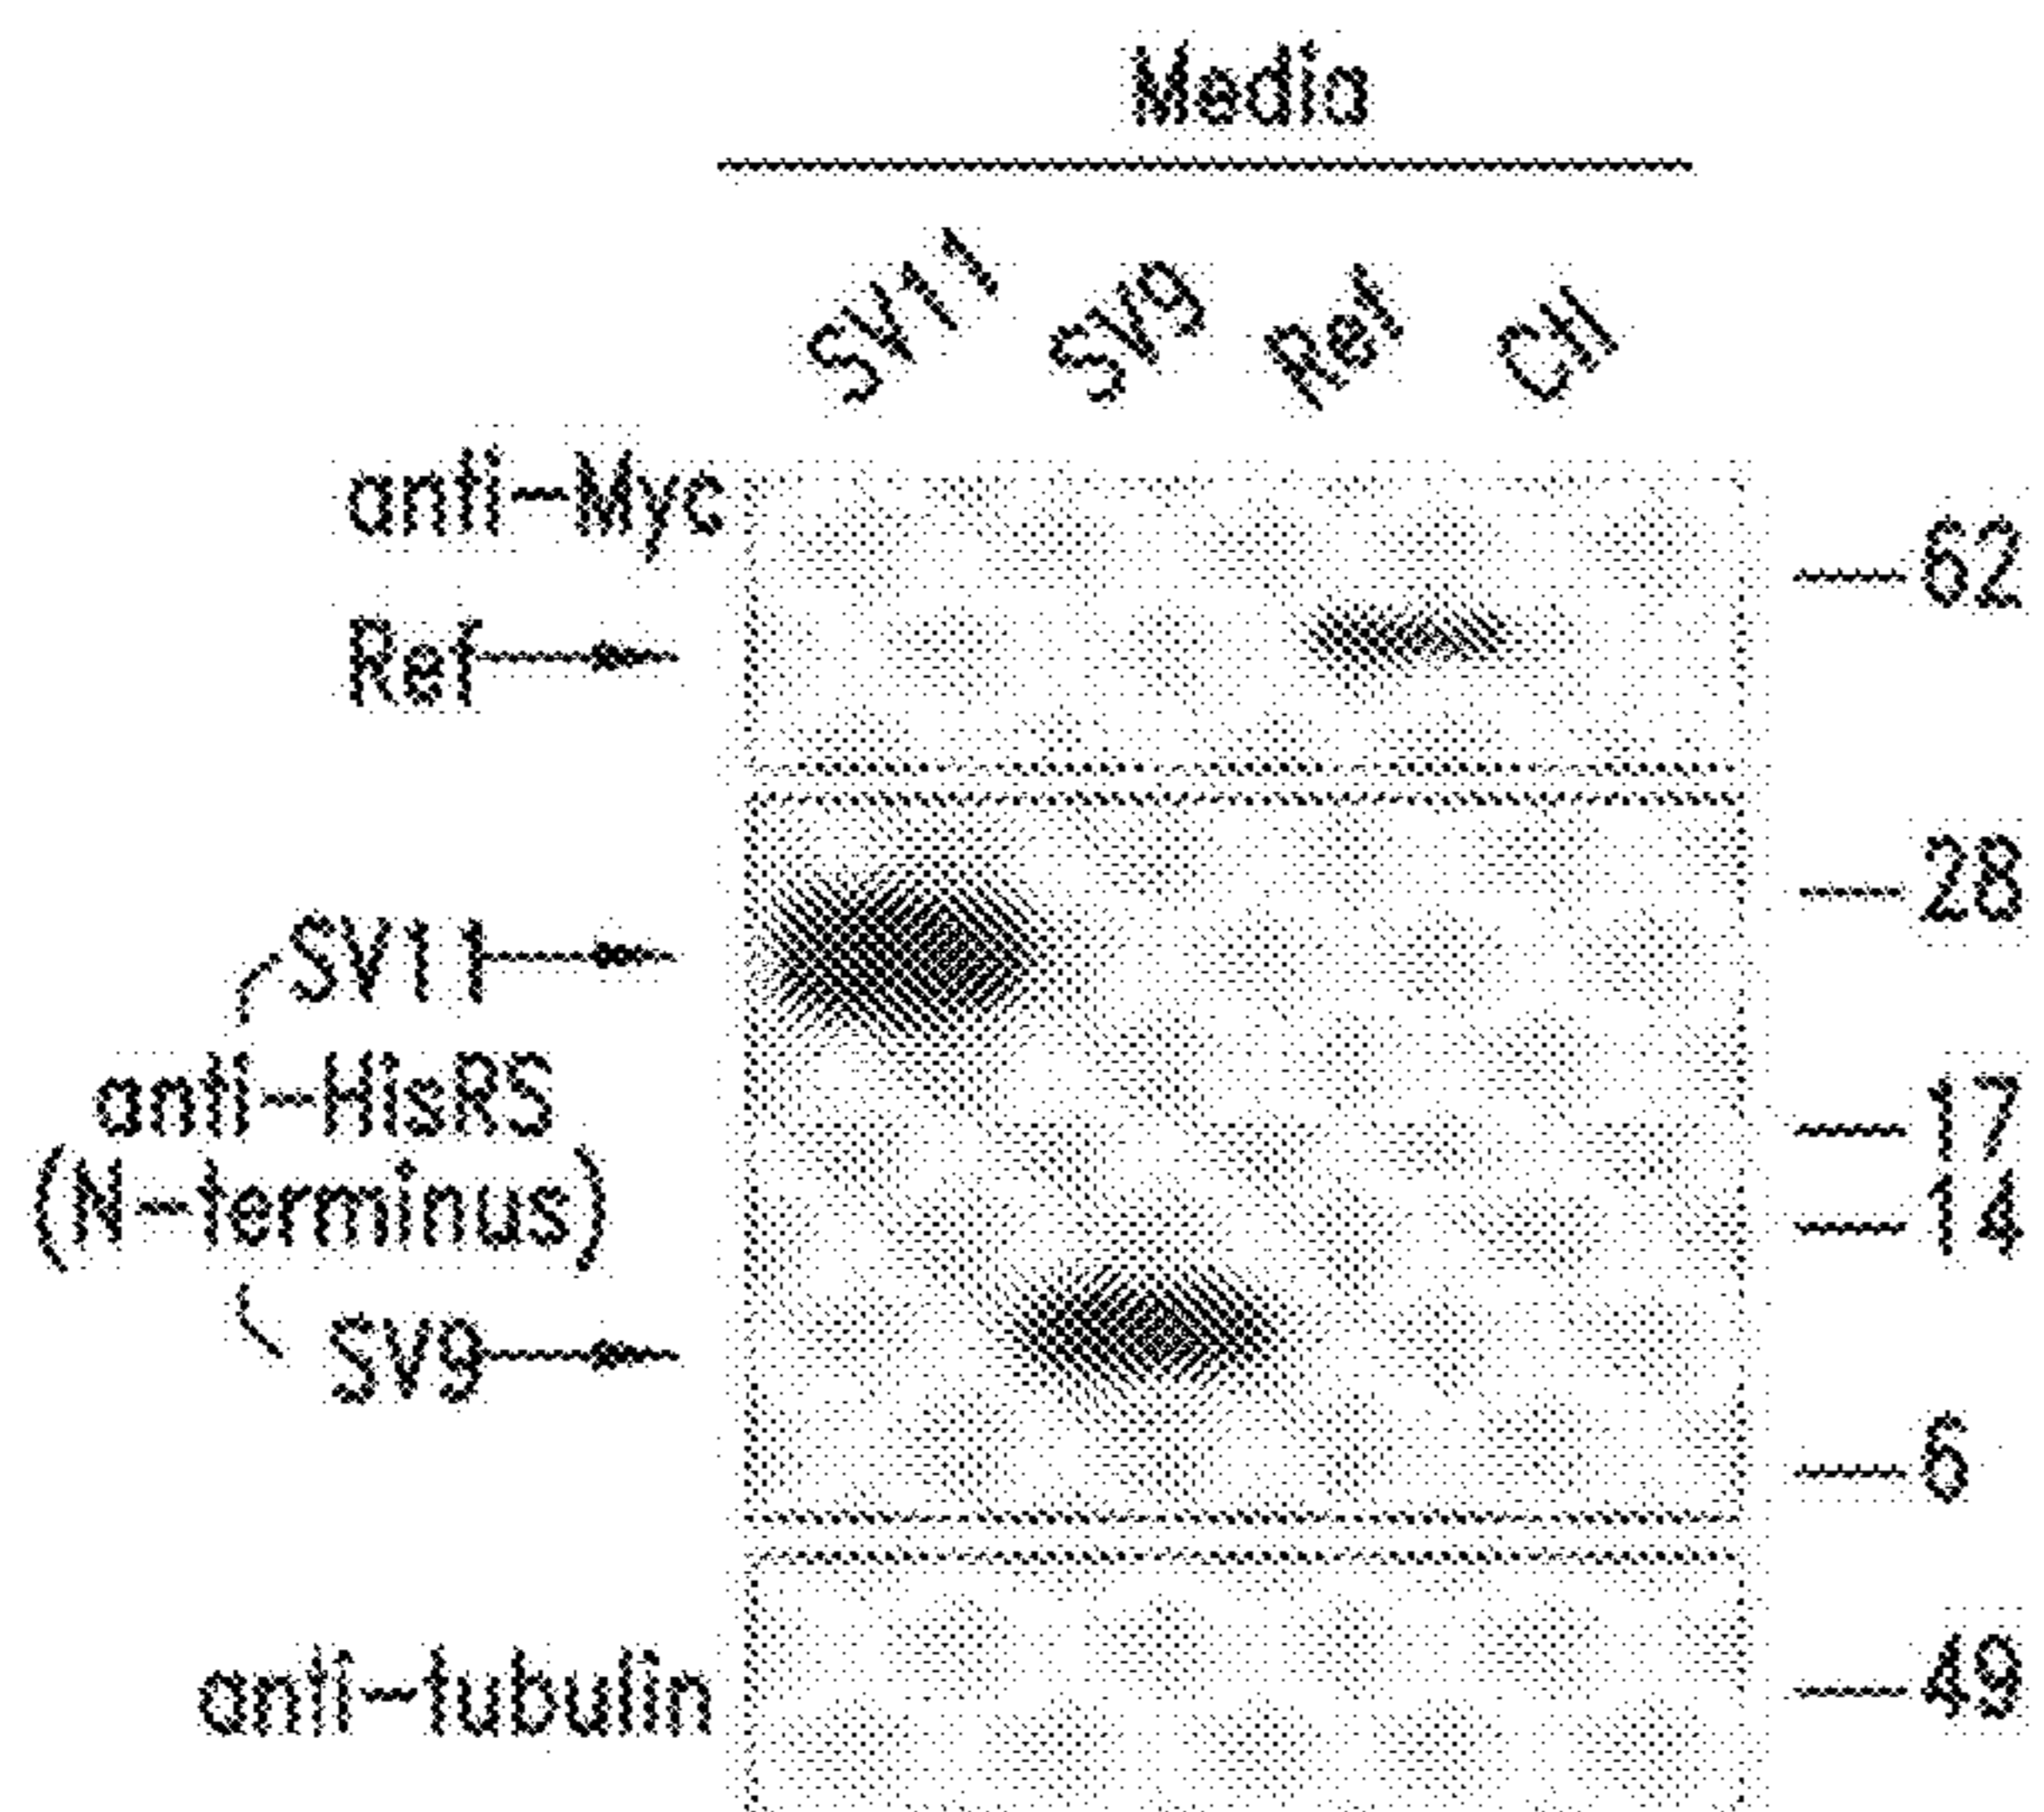 Media
SV11 SV9 Ref Ctl
anti-Myc
62
Ref
28
SV11
anti-HisRS
17
(N-terminus)
14
SV9
6
anti-tubulin
49